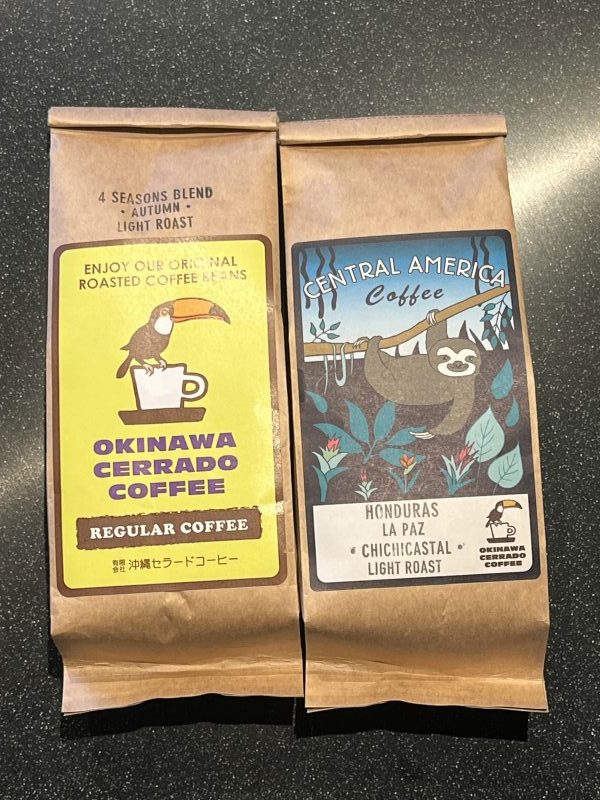 4 SEASONS BLEND
• AUTUMN •
LIGHT ROAST
ENJOY OUR ORIGINAL
ROASTED COFFEE BEANS
OKINAWA
CERRADO
COFFEE
REGULAR COFFEE
有限会社 沖縄セラードコーヒー
CENTRAL AMERICA
Coffee
HONDURAS
LA PAZ
• CHICHICASTAL •
LIGHT ROAST
OKINAWA
CERRADO
COFFEE